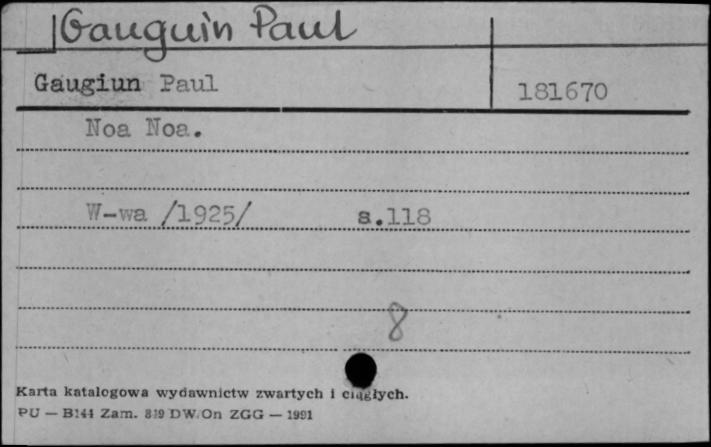 Gauguin Paul
Gaugiun Paul 181670
Noa Noa.
W-wa /1925/ s.118
8
Karta katalogowa wydawnictw zwartych i ciągłych.
PU — B144 Zam. 819 DW/On ZGG — 1991